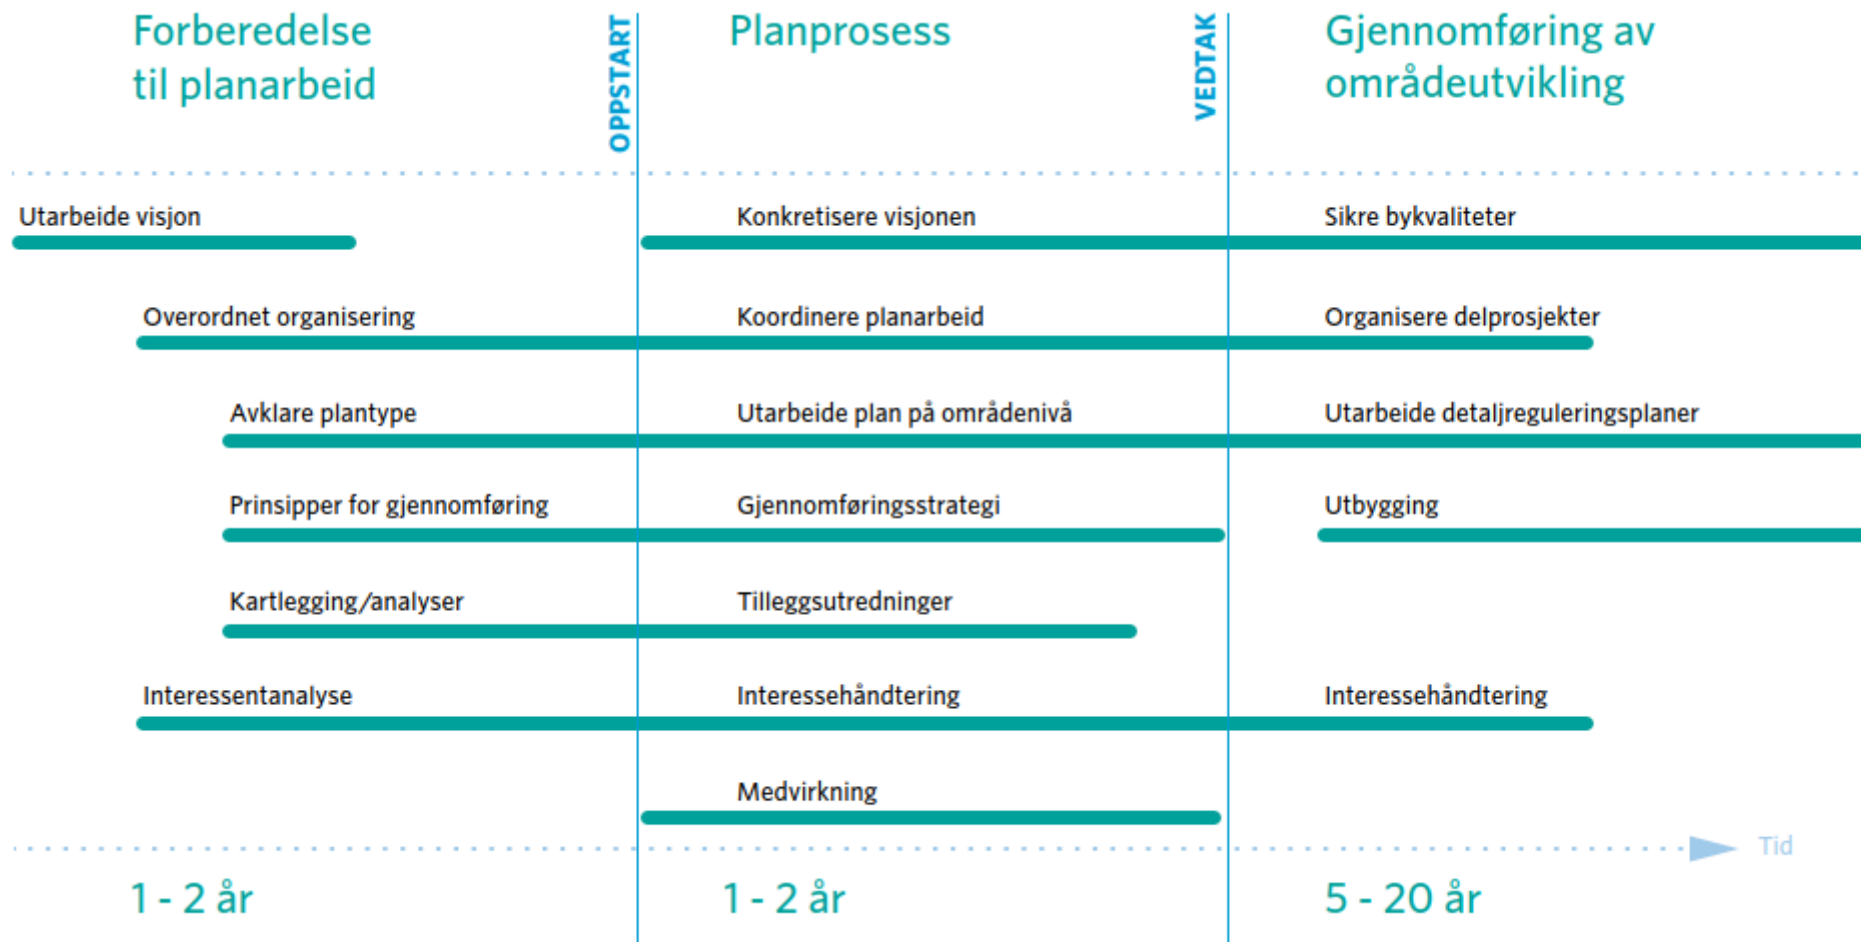 Forberedelse
til planarbeid
OPPSTART
Planprosess
VEDTAK
Gjennomføring av
områdeutvikling
Utarbeide visjon
Konkretisere visjonen
Sikre bykvaliteter
Overordnet organisering
Koordinere planarbeid
Organisere delprosjekter
Avklare plantype
Utarbeide plan på områdenivå
Utarbeide detaljreguleringsplaner
Prinsipper for gjennomføring
Gjennomføringsstrategi
Utbygging
Kartlegging/analyser
Tilleggsutredninger
Interessentanalyse
Interessehåndtering
Interessehåndtering
Medvirkning
Tid
1 - 2 år
1 - 2 år
5 - 20 år